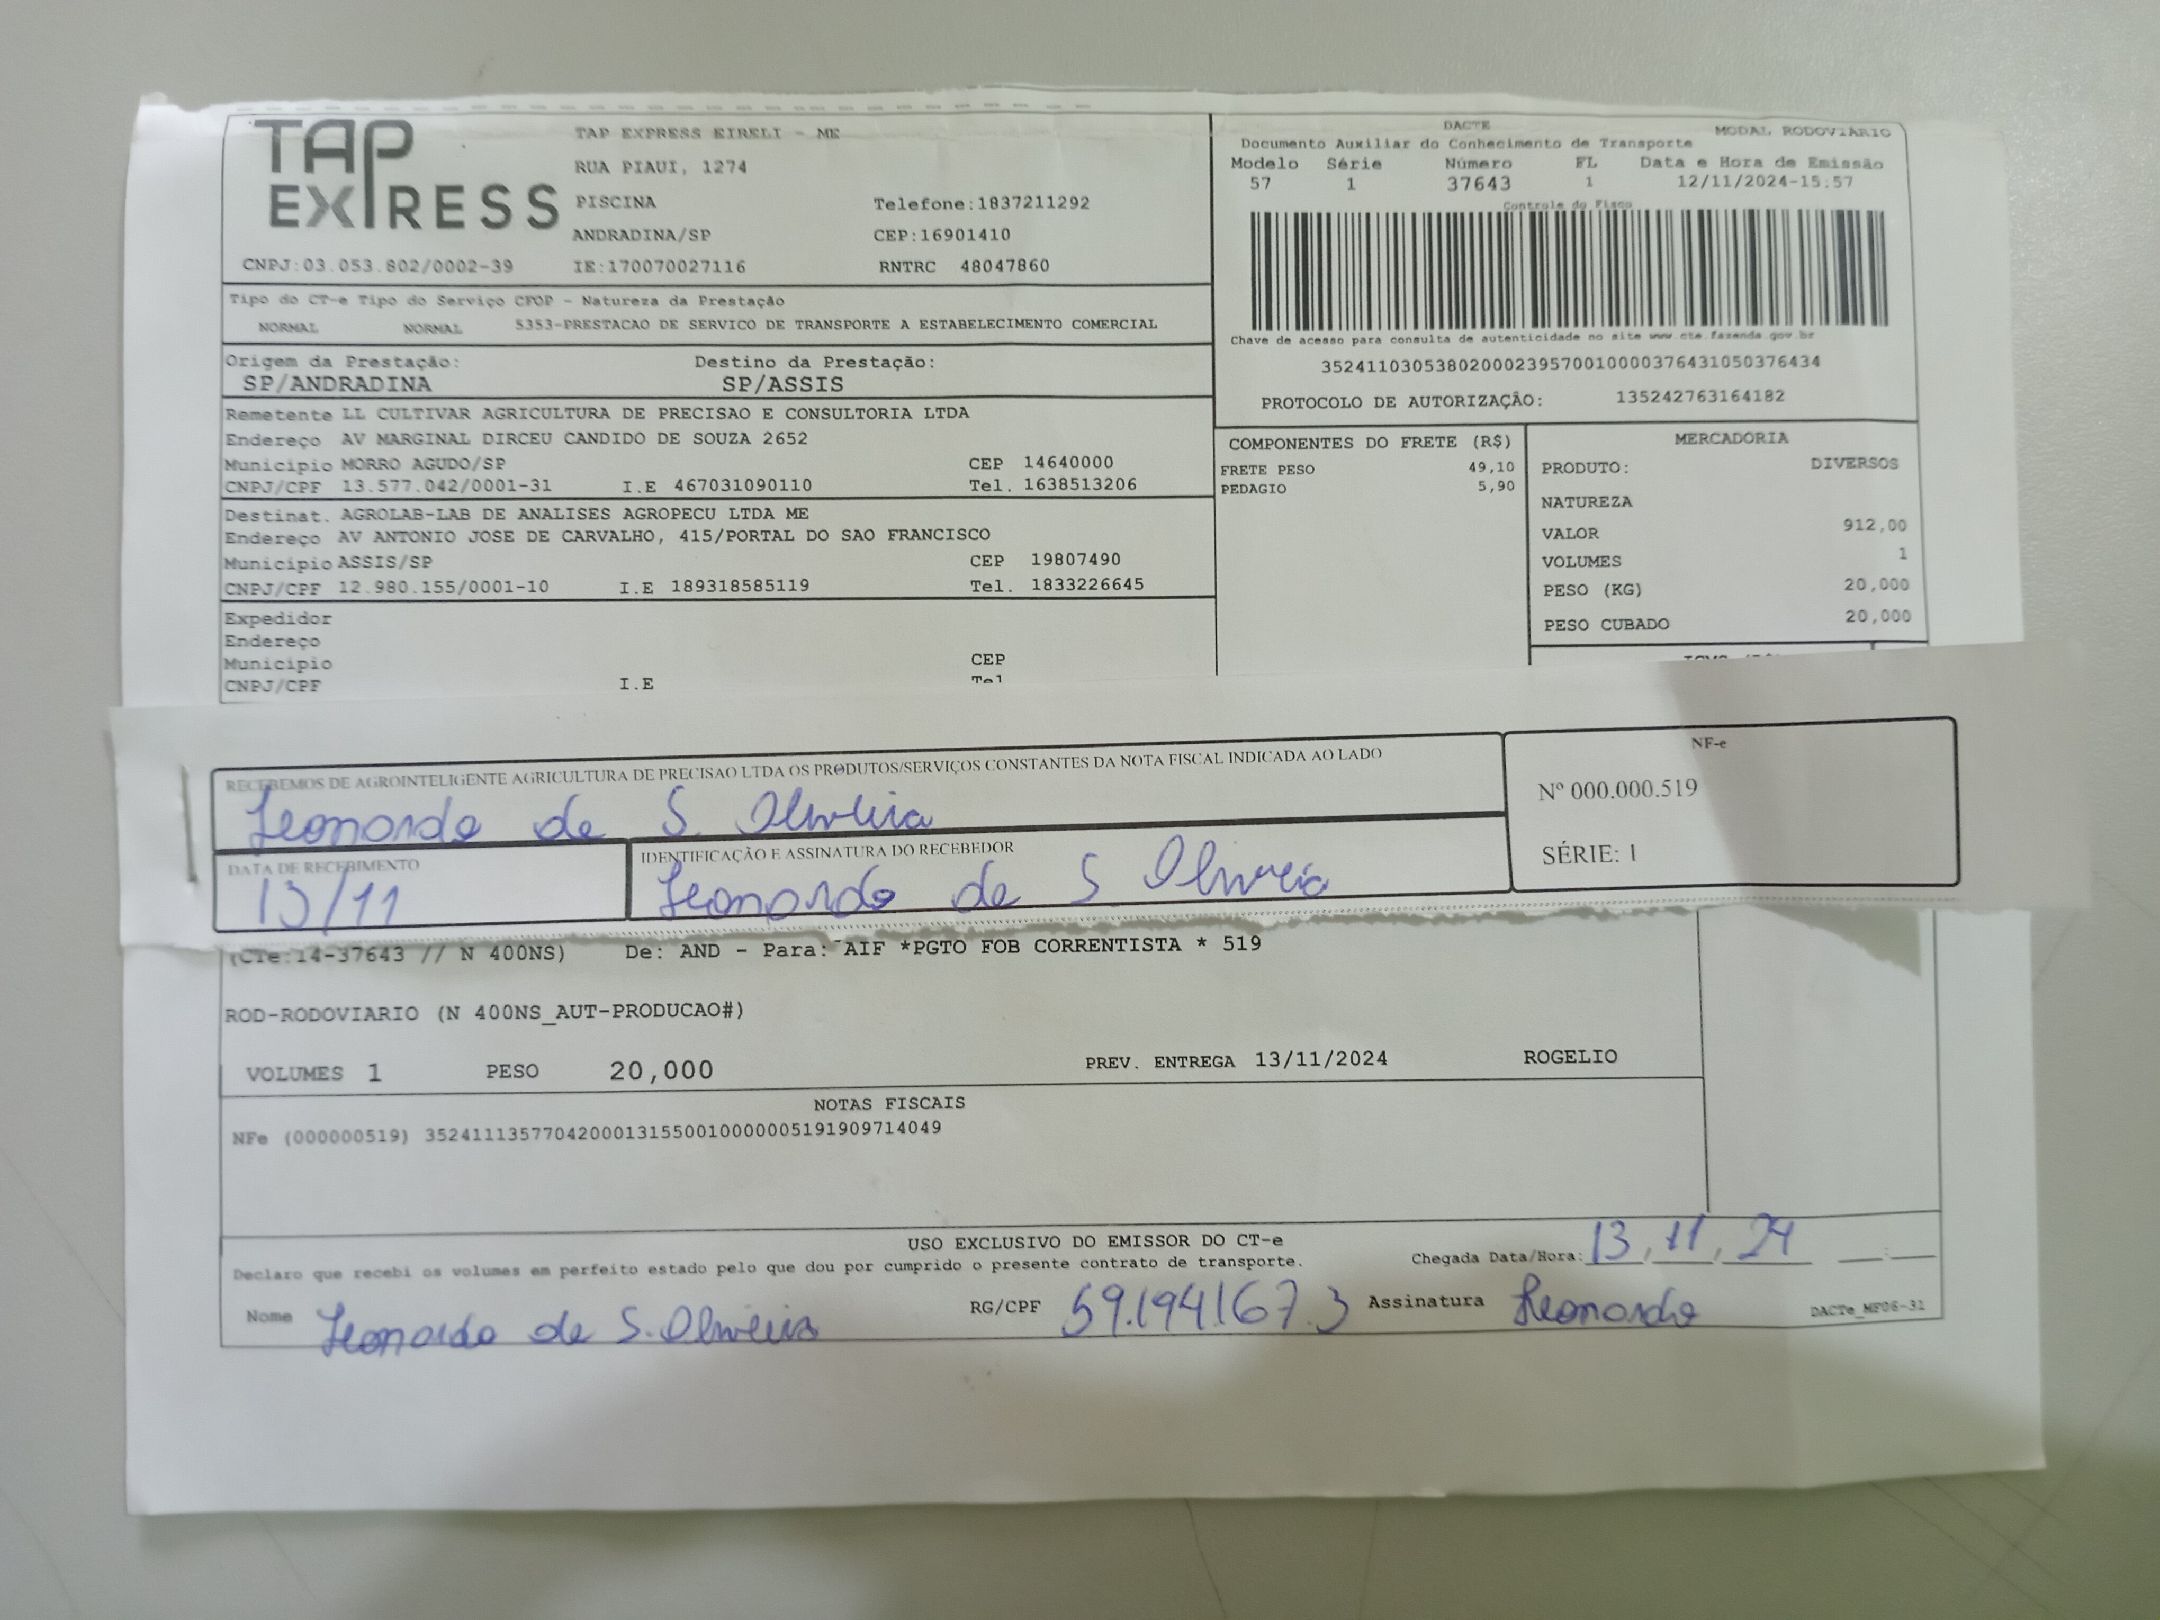 TAP EXPRESS
TAP EXPRESS EIRELI - ME
RUA PIAUI, 1274
PISCINA Telefone:1837211292
ANDRADINA/SP CEP:16901410
CNPJ:03.053.802/0002-39 IE:170070027116 RNTRC 48047860
DACTE MODAL RODOVIÁRIO
Documento Auxiliar do Conhecimento de Transporte
Modelo Série Número FL Data e Hora de Emissão
57 1 37643 1 12/11/2024-15:57
Controle do Fisco
Chave de acesso para consulta de autenticidade no site www.cte.fazenda.gov.br
35241103053802000239570010000376431050376434
PROTOCOLO DE AUTORIZAÇÃO: 135242763164182
Tipo do CT-e Tipo do Serviço CFOP - Natureza da Prestação
NORMAL NORMAL 5353-PRESTACAO DE SERVICO DE TRANSPORTE A ESTABELECIMENTO COMERCIAL
Origem da Prestação: Destino da Prestação:
SP/ANDRADINA SP/ASSIS
Remetente LL CULTIVAR AGRICULTURA DE PRECISAO E CONSULTORIA LTDA
Endereço AV MARGINAL DIRCEU CANDIDO DE SOUZA 2652
Municipio MORRO AGUDO/SP CEP 14640000
CNPJ/CPF 13.577.042/0001-31 I.E 467031090110 Tel. 1638513206
Destinat. AGROLAB-LAB DE ANALISES AGROPECU LTDA ME
Endereço AV ANTONIO JOSE DE CARVALHO, 415/PORTAL DO SAO FRANCISCO
Municipio ASSIS/SP CEP 19807490
CNPJ/CPF 12.980.155/0001-10 I.E 189318585119 Tel. 1833226645
Expedidor
Endereço
Municipio CEP
CNPJ/CPF I.E Tel
COMPONENTES DO FRETE (R$)
FRETE PESO 49,10
PEDAGIO 5,90
MERCADORIA
PRODUTO: DIVERSOS
NATUREZA
VALOR 912,00
VOLUMES 1
PESO (KG) 20,000
PESO CUBADO 20,000
RECEBEMOS DE AGROINTELIGENTE AGRICULTURA DE PRECISAO LTDA OS PRODUTOS/SERVIÇOS CONSTANTES DA NOTA FISCAL INDICADA AO LADO
Leonardo de S. Oliveira
DATA DE RECEBIMENTO IDENTIFICAÇÃO E ASSINATURA DO RECEBEDOR
13/11 Leonardo de S Oliveira
NF-e
Nº 000.000.519
SÉRIE: 1
(CTe:14-37643 // N 400NS) De: AND - Para: AIF *PGTO FOB CORRENTISTA * 519
ROD-RODOVIARIO (N 400NS_AUT-PRODUCAO#)
VOLUMES 1 PESO 20,000 PREV. ENTREGA 13/11/2024 ROGELIO
NOTAS FISCAIS
NFe (000000519) 35241113577042000131550010000005191909714049
USO EXCLUSIVO DO EMISSOR DO CT-e
Declaro que recebi os volumes em perfeito estado pelo que dou por cumprido o presente contrato de transporte. Chegada Data/Hora: 13/11/24 __:__
Nome Leonardo de S. Oliveira RG/CPF 59.194.167.3 Assinatura Leonardo DACTe_MF06-31